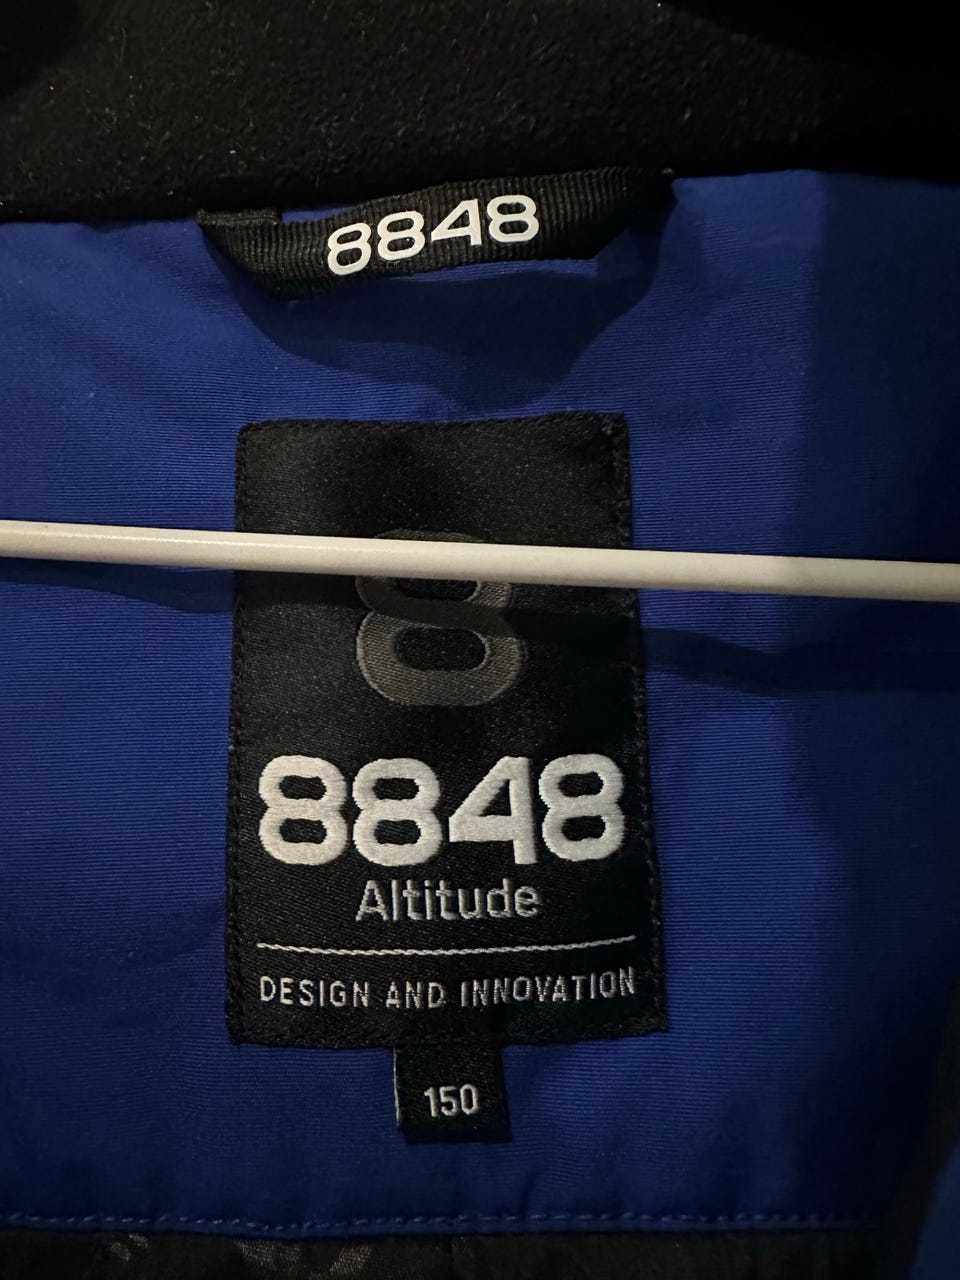 8848
8
8848
Altitude
DESIGN AND INNOVATION
150